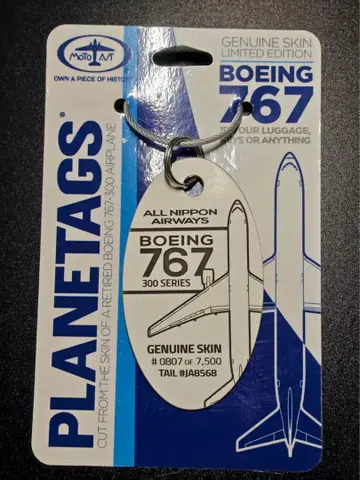 MOTOART
OWN A PIECE OF HISTORY
GENUINE SKIN
LIMITED EDITION
BOEING
767
YOUR LUGGAGE,
KEYS OR ANYTHING
PLANETAGS®
CUT FROM THE SKIN OF A RETIRED BOEING 767-300 AIRPLANE
ALL NIPPON
AIRWAYS
BOEING
767
300 SERIES
GENUINE SKIN
# 0807 OF 7,500
TAIL #JA8568